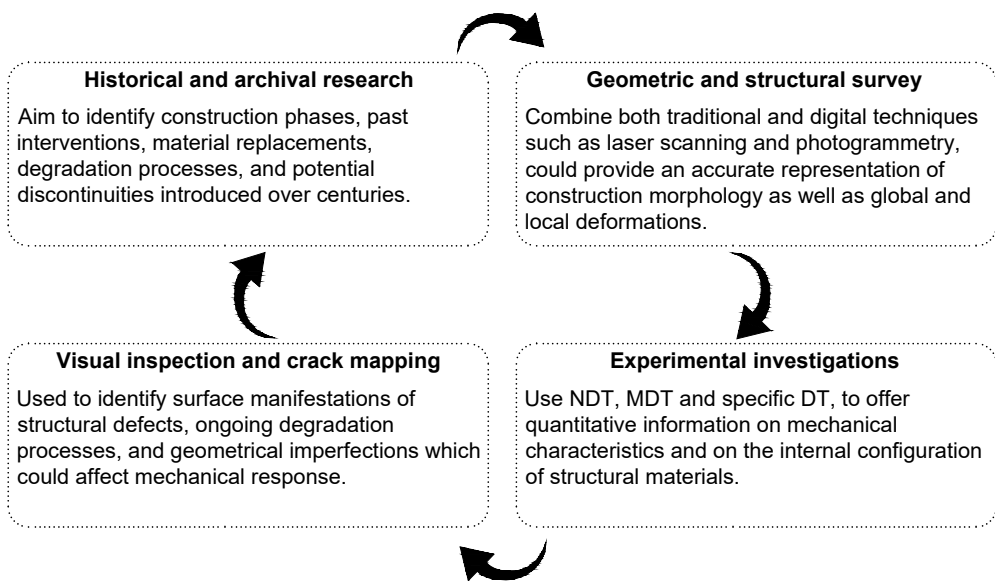 Historical and archival research
Aim to identify construction phases, past
interventions, material replacements,
degradation processes, and potential
discontinuities introduced over centuries.
Geometric and structural survey
Combine both traditional and digital techniques
such as laser scanning and photogrammetry,
could provide an accurate representation of
construction morphology as well as global and
local deformations.
Visual inspection and crack mapping
Used to identify surface manifestations of
structural defects, ongoing degradation
processes, and geometrical imperfections which
could affect mechanical response.
Experimental investigations
Use NDT, MDT and specific DT, to offer
quantitative information on mechanical
characteristics and on the internal configuration
of structural materials.